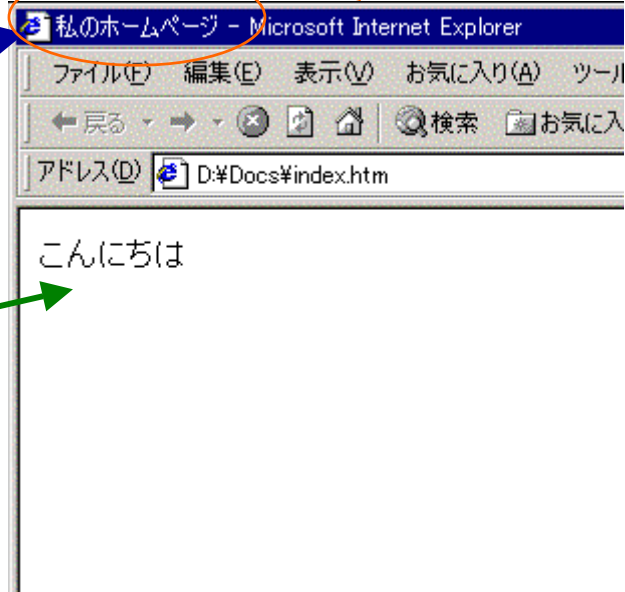 私のホームページ - Microsoft Internet Explorer
ファイル(F) 編集(E) 表示(V) お気に入り(A) ツール
戻る 検索 お気に入
アドレス(D) D:¥Docs¥index.htm
こんにちは